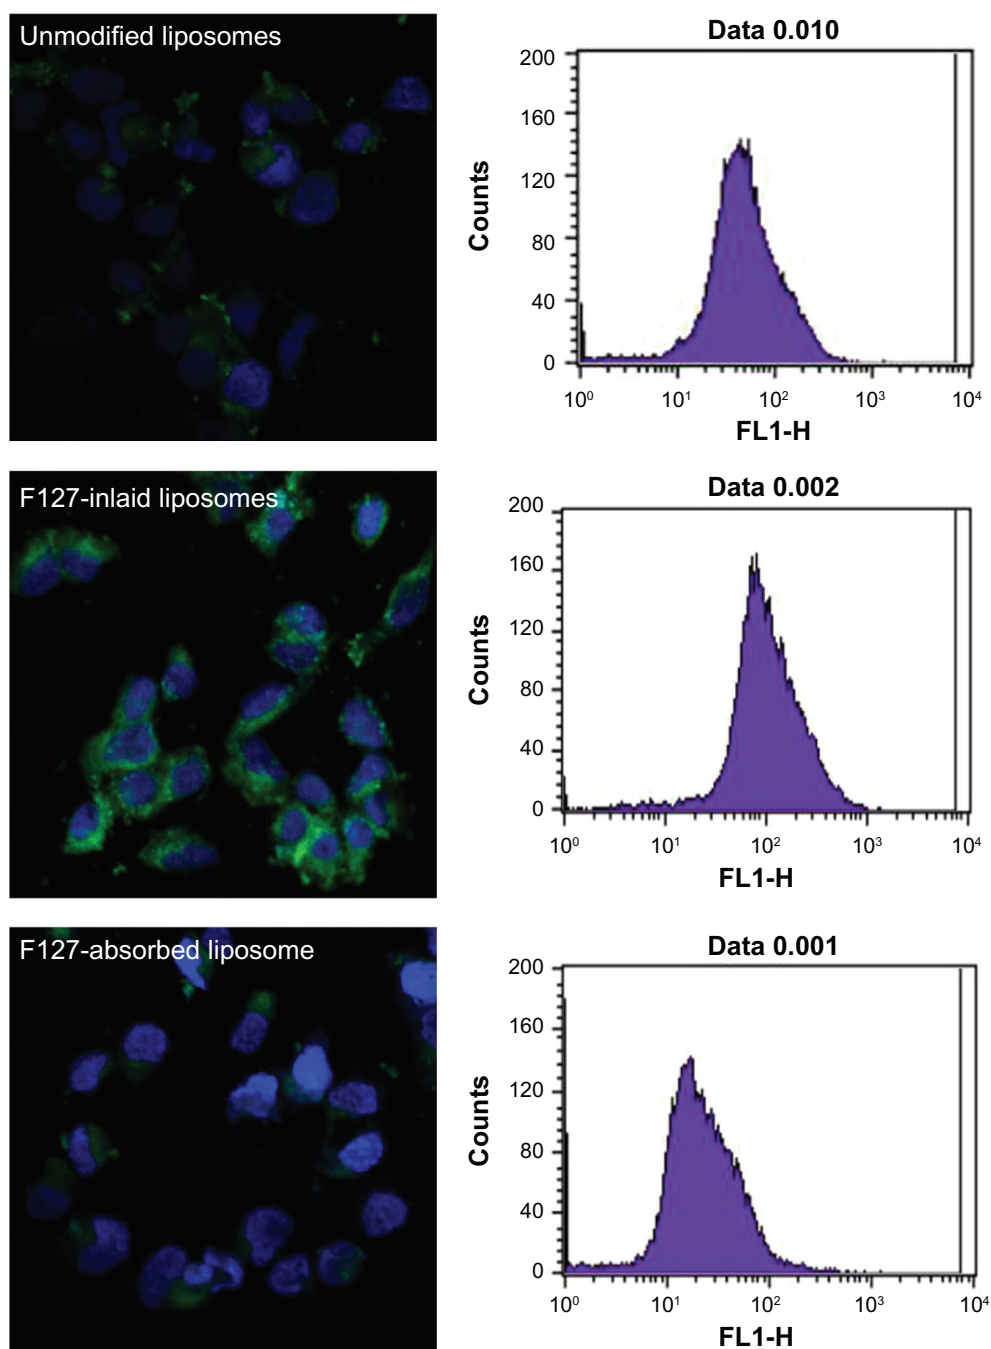 Unmodified liposomes
Data 0.010
200
160
120
80
40
0
Counts
10⁰ 10¹ 10² 10³ 10⁴
FL1-H
F127-inlaid liposomes
Data 0.002
200
160
120
80
40
0
Counts
10⁰ 10¹ 10² 10³ 10⁴
FL1-H
F127-absorbed liposome
Data 0.001
200
160
120
80
40
0
Counts
10⁰ 10¹ 10² 10³ 10⁴
FL1-H